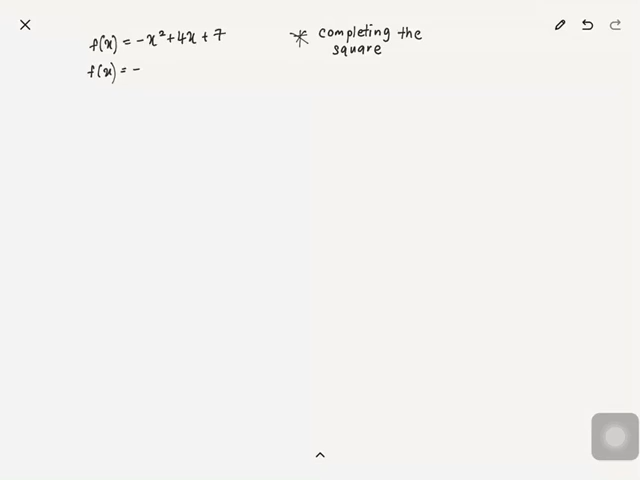 f(x) = -x² + 4x + 7
* completing the
square
f(x) = -